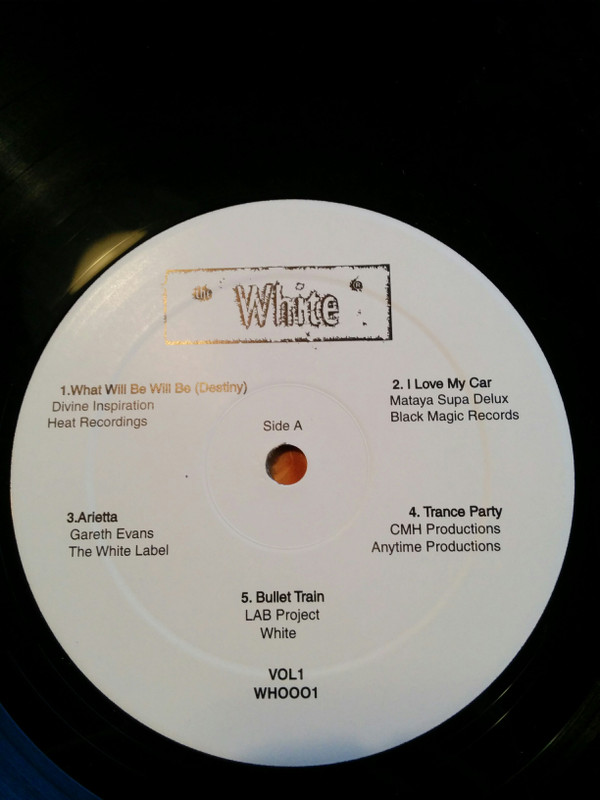 the White
1.What Will Be Will Be (Destiny)
Divine Inspiration
Heat Recordings
2. I Love My Car
Mataya Supa Delux
Black Magic Records
Side A
3.Arietta
Gareth Evans
The White Label
4. Trance Party
CMH Productions
Anytime Productions
5. Bullet Train
LAB Project
White
VOL1
WHOOO1